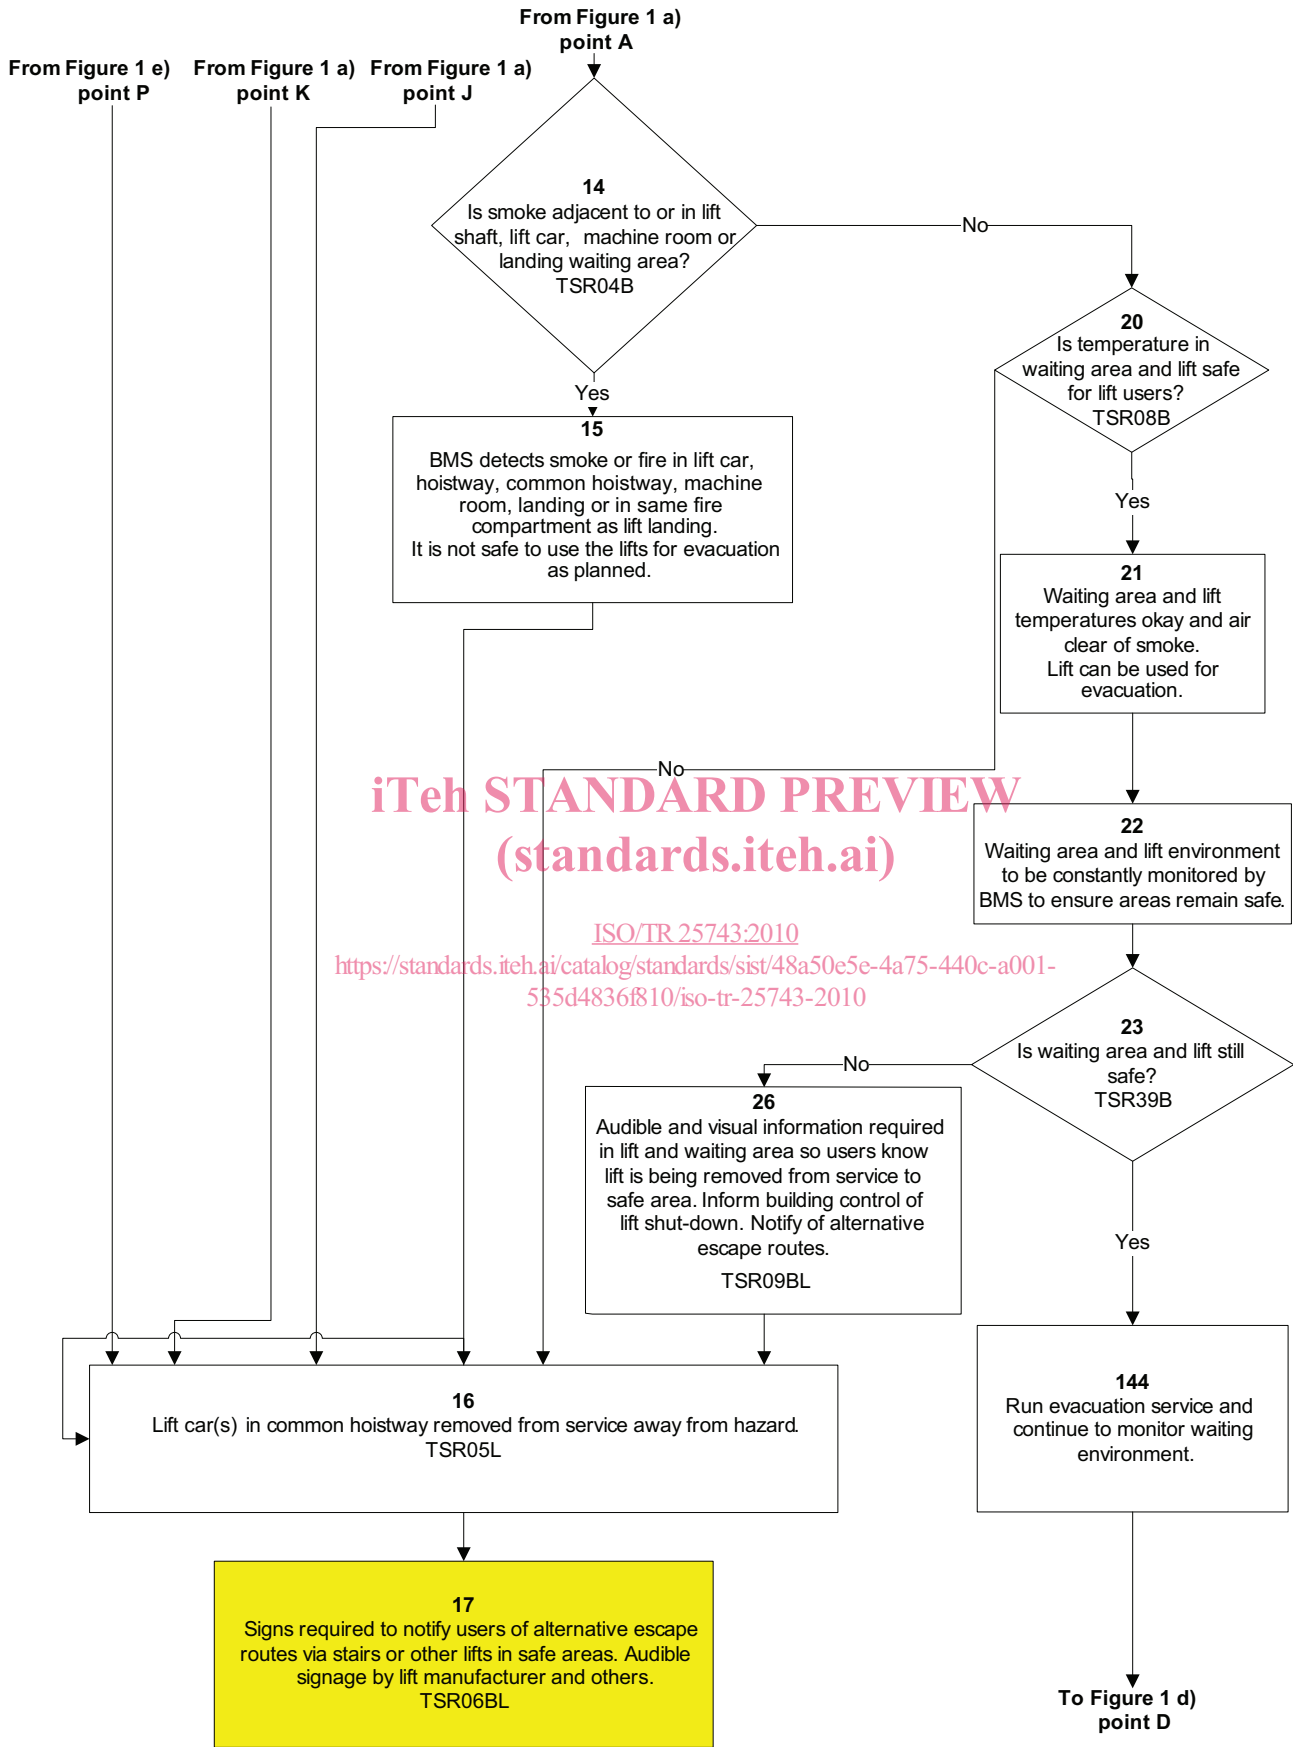 From Figure 1 a)
point A
From Figure 1 e)
point P
From Figure 1 a)
point K
From Figure 1 a)
point J
14
Is smoke adjacent to or in lift
shaft, lift car, machine room or
landing waiting area?
TSR04B
No
20
Is temperature in
waiting area and lift safe
for lift users?
TSR08B
Yes
15
BMS detects smoke or fire in lift car,
hoistway, common hoistway, machine
room, landing or in same fire
compartment as lift landing.
It is not safe to use the lifts for evacuation
as planned.
Yes
21
Waiting area and lift
temperatures okay and air
clear of smoke.
Lift can be used for
evacuation.
No
iTeh STANDARD PREVIEW
(standards.iteh.ai)
22
Waiting area and lift environment
to be constantly monitored by
BMS to ensure areas remain safe.
ISO/TR 25743:2010
https://standards.iteh.ai/catalog/standards/sist/48a50e5e-4a75-440c-a001-
535d4836f810/iso-tr-25743-2010
23
Is waiting area and lift still
safe?
TSR39B
No
26
Audible and visual information required
in lift and waiting area so users know
lift is being removed from service to
safe area. Inform building control of
lift shut-down. Notify of alternative
escape routes.
TSR09BL
Yes
16
Lift car(s) in common hoistway removed from service away from hazard.
TSR05L
144
Run evacuation service and
continue to monitor waiting
environment.
17
Signs required to notify users of alternative escape
routes via stairs or other lifts in safe areas. Audible
signage by lift manufacturer and others.
TSR06BL
To Figure 1 d)
point D